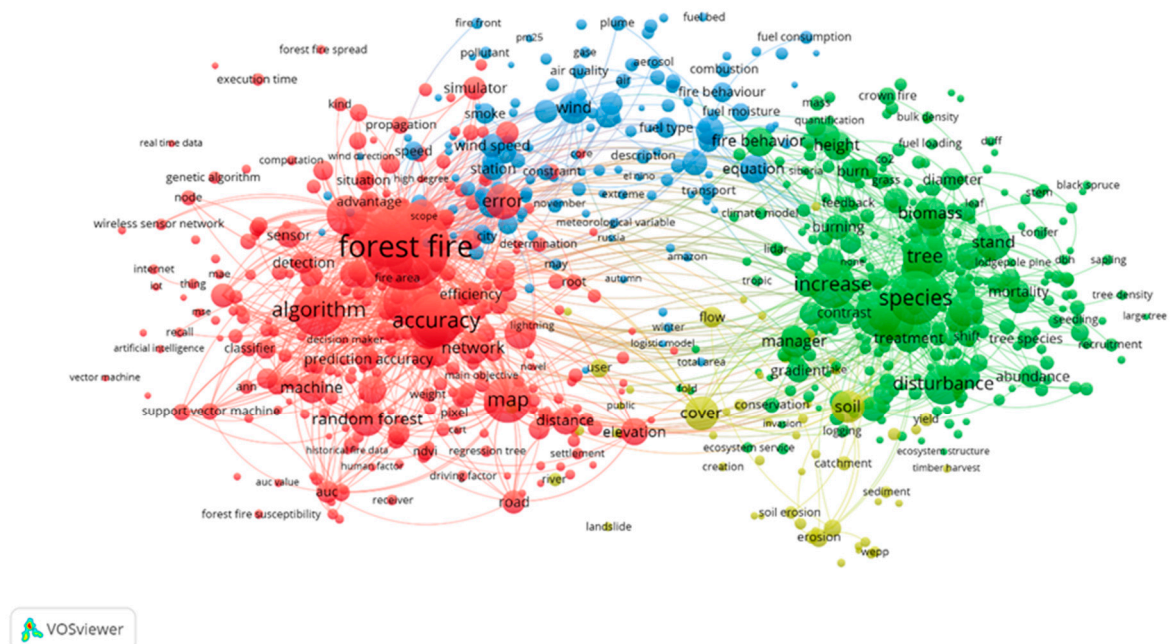 fire front
plume
fuel bed
pm25
fuel consumption
forest fire spread
pollutant
gase
aerosol
execution time
air quality
air
combustion
simulator
fire behaviour
mass
crown fire
kind
smoke
wind
fuel moisture
quantification
bulk density
propagation
fuel type
real time data
speed
wind speed
fire behavior
height
fuel loading
duff
computation
wind direction
core
description
co2
situation
high degree
station
constraint
el nino
equation
siberia
burn
grass
diameter
genetic algorithm
extreme
transport
stem
black spruce
node
advantage
error
november
feedback
leaf
scope
climate model
biomass
wireless sensor network
meteorological variable
burning
conifer
sensor
city
determination
russia
forest fire
lidar
stand
detection
may
amazon
none
tree
lodgepole pine
dbh
sapling
internet
mae
fire area
root
autumn
tropic
increase
iot
thing
efficiency
species
mortality
tree density
mse
algorithm
accuracy
lightning
flow
contrast
seedling
large tree
recall
winter
decision maker
logistic model
manager
treatment
shift
tree species
recruitment
artificial intelligence
classifier
network
prediction accuracy
novel
user
total area
gradient
lake
vector machine
main objective
abundance
ann
machine
weight
fold
disturbance
map
public
support vector machine
pixel
cover
conservation
soil
random forest
cart
distance
invasion
yield
elevation
logging
historical fire data
ndvi
regression tree
settlement
ecosystem service
ecosystem structure
human factor
creation
catchment
timber harvest
auc value
driving factor
river
auc
receiver
road
sediment
forest fire susceptibility
soil erosion
landslide
erosion
wepp
VOSviewer